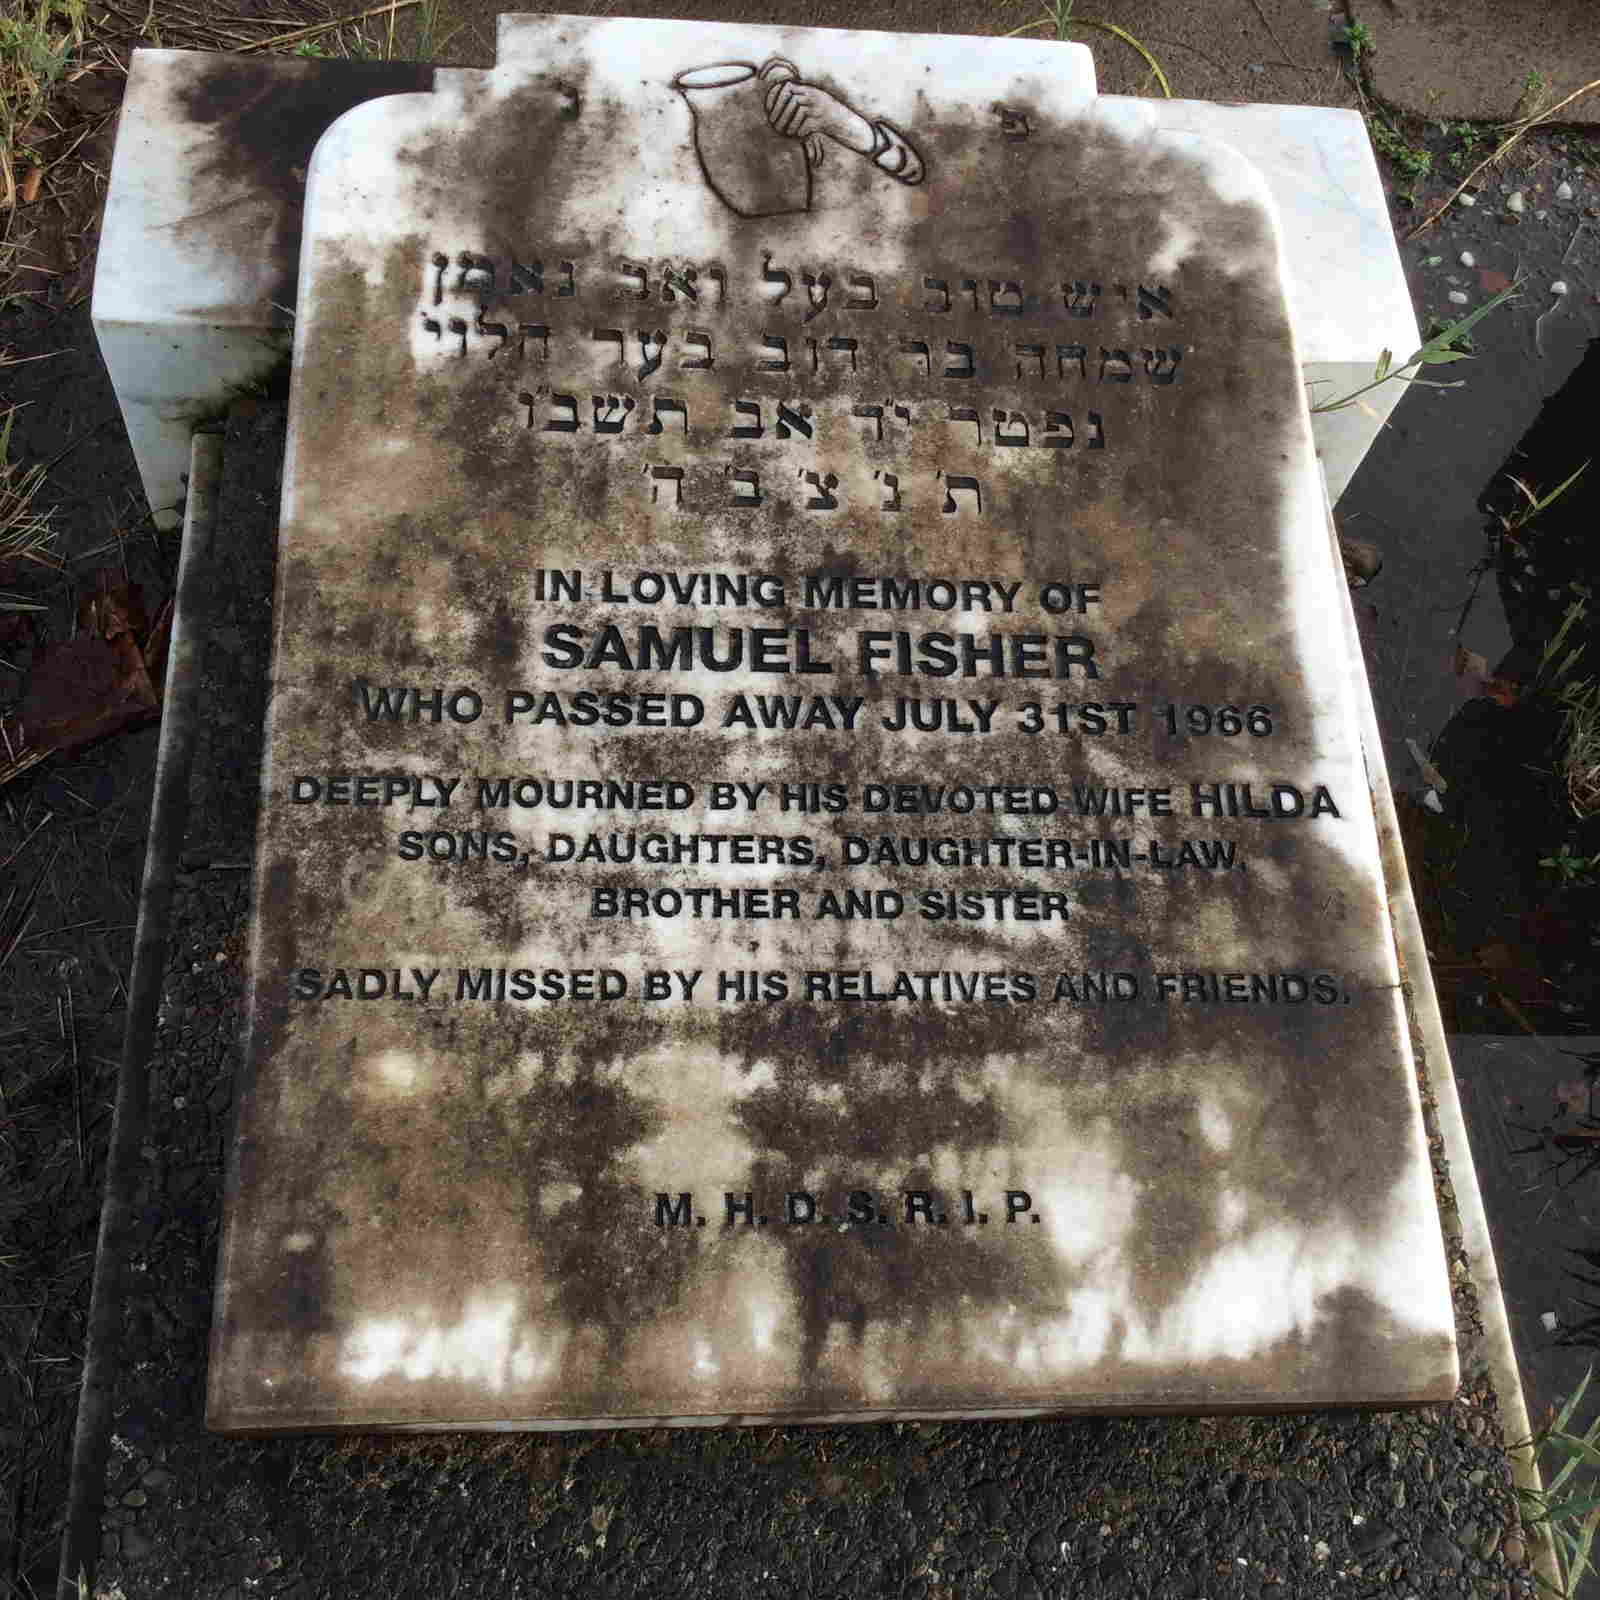 פ נ
איש טוב בעל ואב נאמן
שמחה בר דוב בער הלוי
נפטר י"ד אב תשכ"ו
ת' נ' צ' ב' ה'
IN LOVING MEMORY OF
SAMUEL FISHER
WHO PASSED AWAY JULY 31ST 1966
DEEPLY MOURNED BY HIS DEVOTED WIFE HILDA
SONS, DAUGHTERS, DAUGHTER-IN-LAW,
BROTHER AND SISTER
SADLY MISSED BY HIS RELATIVES AND FRIENDS.
M. H. D. S. R. I. P.